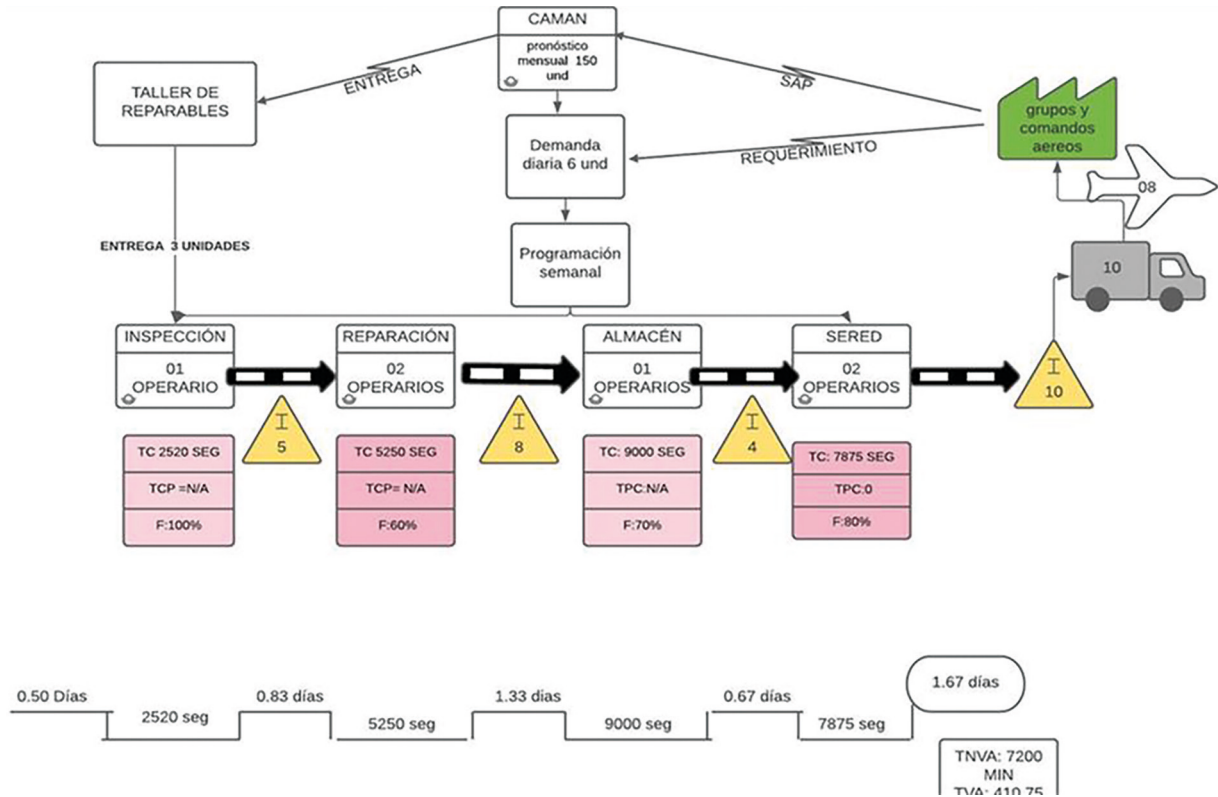 CAMAN
pronóstico
mensual 150
und
TALLER DE
REPARABLES
ENTREGA
SAP
grupos y
comandos
aereos
Demanda
diaria 6 und
REQUERIMIENTO
08
ENTREGA 3 UNIDADES
Programación
semanal
10
INSPECCIÓN
01
OPERARIO
REPARACIÓN
02
OPERARIOS
ALMACÉN
01
OPERARIOS
SERED
02
OPERARIOS
I
5
I
8
I
4
I
10
TC 2520 SEG
TCP =N/A
F:100%
TC 5250 SEG
TCP= N/A
F:60%
TC: 9000 SEG
TPC:N/A
F:70%
TC: 7875 SEG
TPC:0
F:80%
0.50 Días
2520 seg
0.83 días
5250 seg
1.33 dias
9000 seg
0.67 días
7875 seg
1.67 días
TNVA: 7200
MIN
TVA: 410.75